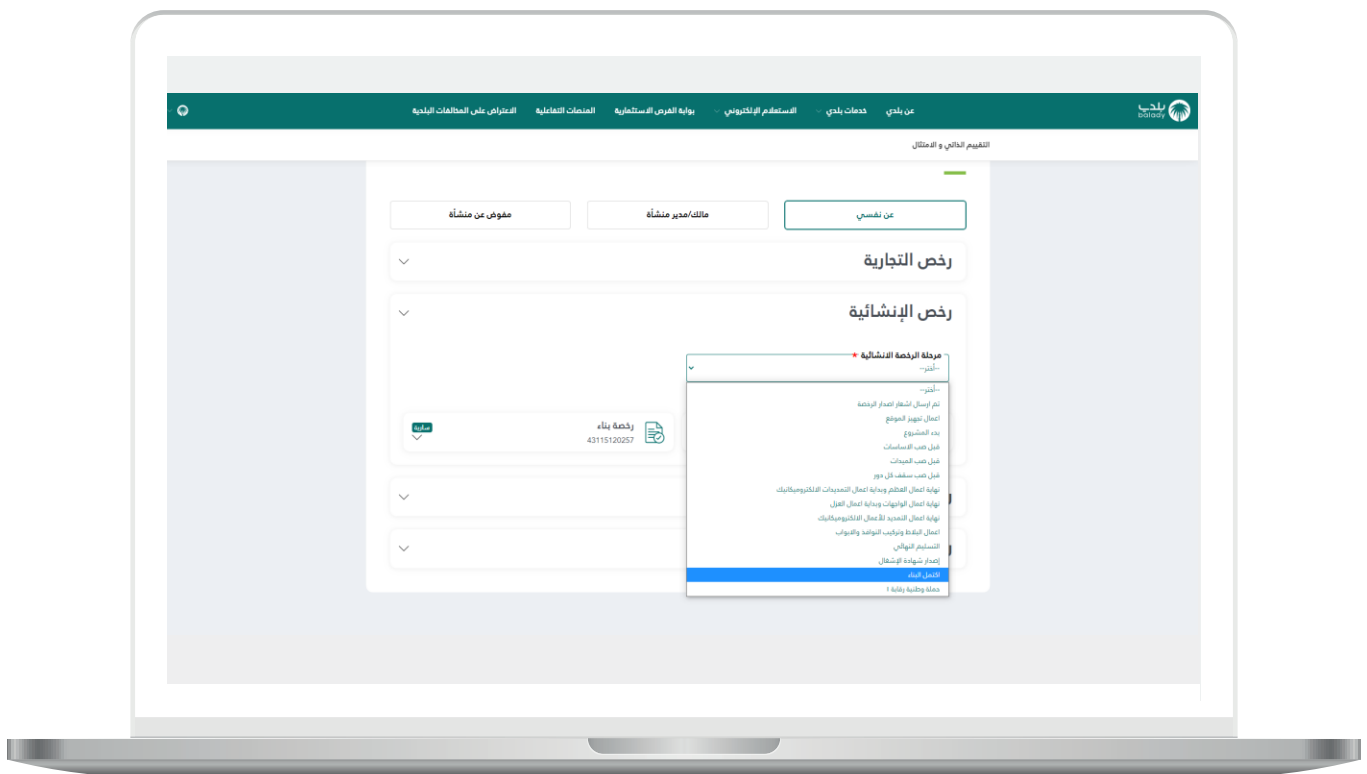 بلدي
balady
عن بلدي
خدمات بلدي
الاستعلام الإلكتروني
بوابة الفرص الاستثمارية
المنصات التفاعلية
الاعتراض على المخالفات البلدية
التقييم الذاتي و الامتثال
عن نفسي
مالك/مدير منشأة
مفوض عن منشأة
رخص التجارية
رخص الإنشائية
مرحلة الرخصة الانشائية *
--أختر--
--أختر--
تم ارسال اشعار اصدار الرخصة
اعمال تجهيز الموقع
بدء المشروع
قبل صب الاساسات
قبل صب الميدات
قبل صب سقف كل دور
نهاية اعمال العظم وبداية اعمال التمديدات الالكتروميكانيك
نهاية اعمال الواجهات وبداية اعمال العزل
نهاية اعمال التمديد للأعمال الالكتروميكانيك
اعمال البلاط وتركيب النوافذ والابواب
التسليم النهائي
إصدار شهادة الإشغال
اكتمل البناء
حملة وطنية رقابة ١
رخصة بناء
43115120257
سارية